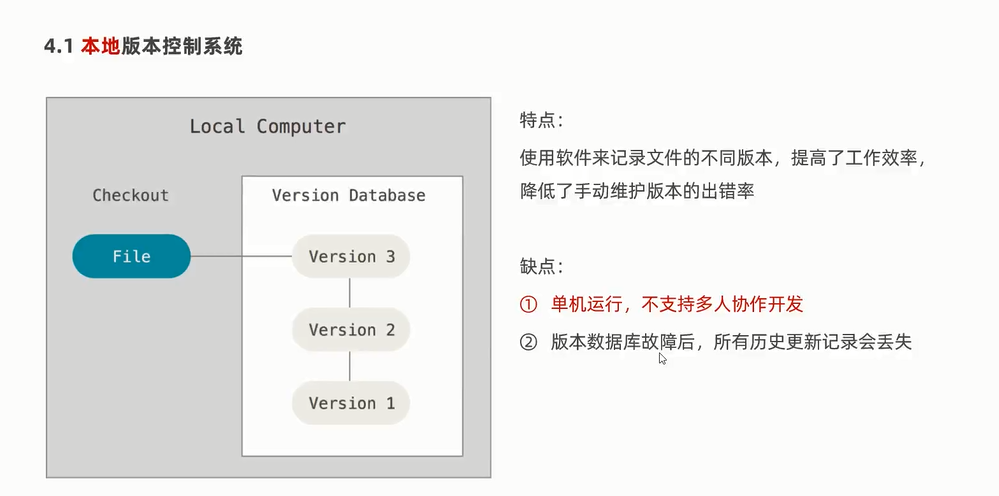 4.1 本地版本控制系统
Local Computer
Checkout
Version Database
File
Version 3
Version 2
Version 1
特点：
使用软件来记录文件的不同版本，提高了工作效率，
降低了手动维护版本的出错率
缺点：
① 单机运行，不支持多人协作开发
② 版本数据库故障后，所有历史更新记录会丢失